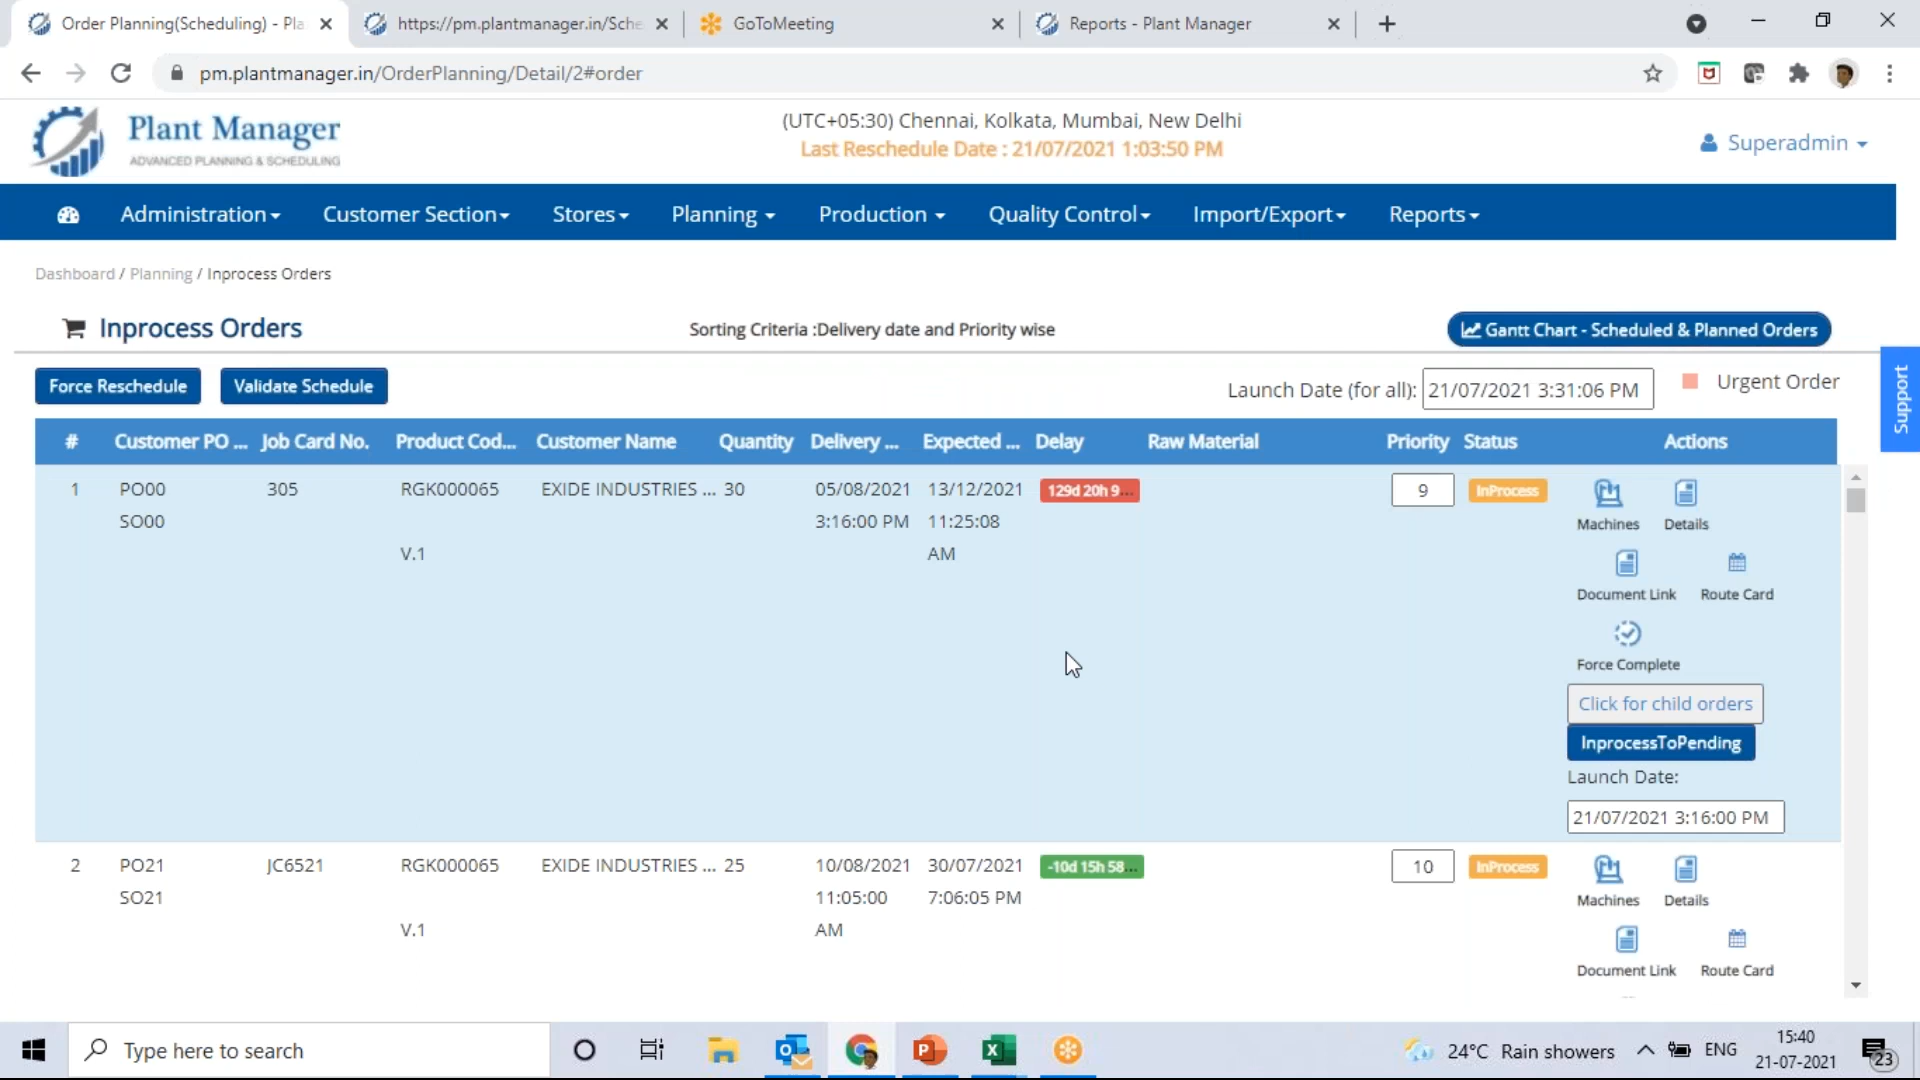 Order Planning(Scheduling) - Pla
https://pm.plantmanager.in/Sche
GoToMeeting
Reports - Plant Manager
pm.plantmanager.in/OrderPlanning/Detail/2#order
Plant Manager
ADVANCED PLANNING & SCHEDULING
(UTC+05:30) Chennai, Kolkata, Mumbai, New Delhi
Last Reschedule Date : 21/07/2021 1:03:50 PM
Superadmin
Administration
Customer Section
Stores
Planning
Production
Quality Control
Import/Export
Reports
Dashboard / Planning / Inprocess Orders
Inprocess Orders
Sorting Criteria :Delivery date and Priority wise
Gantt Chart - Scheduled & Planned Orders
Support
Force Reschedule
Validate Schedule
Launch Date (for all): 21/07/2021 3:31:06 PM
Urgent Order
# Customer PO ... Job Card No. Product Cod... Customer Name Quantity Delivery ... Expected ... Delay Raw Material Priority Status Actions
1 PO00 305 RGK000065 EXIDE INDUSTRIES ... 30 05/08/2021 13/12/2021 129d 20h 9... 9 InProcess
SO00 3:16:00 PM 11:25:08
Machines Details
V.1 AM
Document Link Route Card
Force Complete
Click for child orders
InprocessToPending
Launch Date:
21/07/2021 3:16:00 PM
2 PO21 JC6521 RGK000065 EXIDE INDUSTRIES ... 25 10/08/2021 30/07/2021 -10d 15h 58... 10 InProcess
SO21 11:05:00 7:06:05 PM
Machines Details
V.1 AM
Document Link Route Card
Type here to search
24°C Rain showers
ENG
15:40
21-07-2021
23